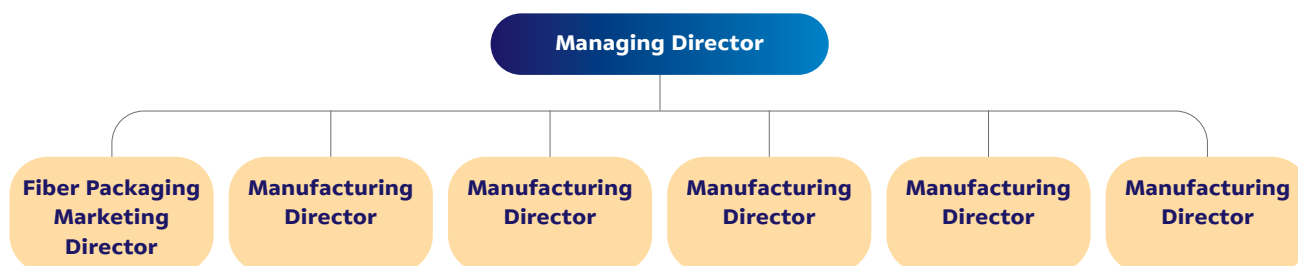 Managing Director
Fiber Packaging
Marketing
Director
Manufacturing
Director
Manufacturing
Director
Manufacturing
Director
Manufacturing
Director
Manufacturing
Director